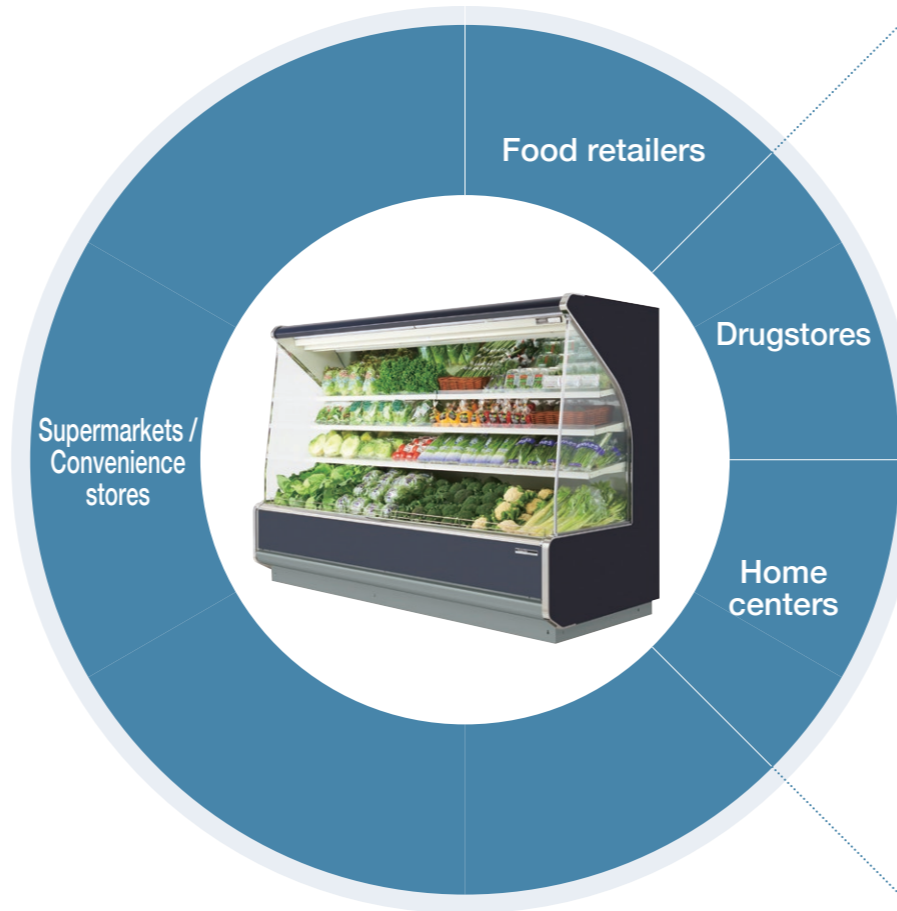 Food retailers
Drugstores
Supermarkets /
Convenience
stores
Home
centers